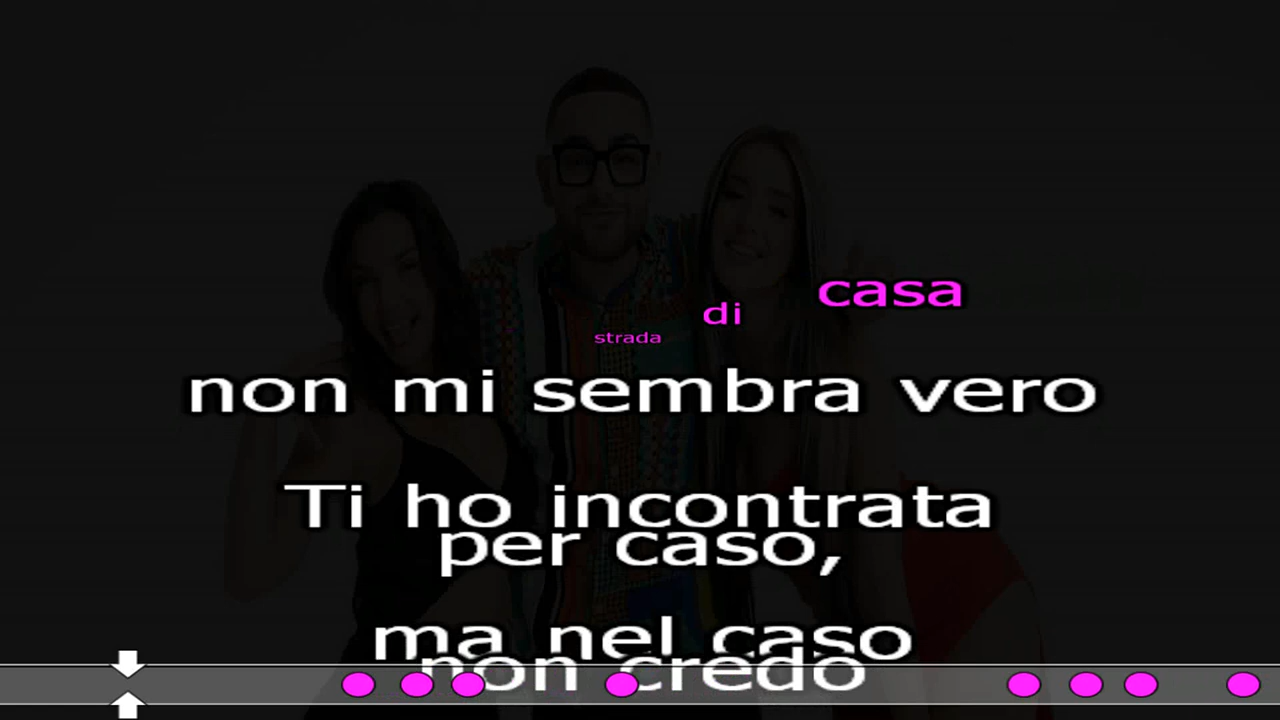 strada di casa
non mi sembra vero
Ti ho incontrata
per caso,
ma nel caso
non credo